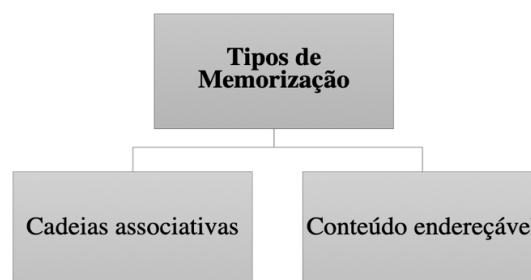 Tipos de
Memorização
Cadeias associativas
Conteúdo endereçáve